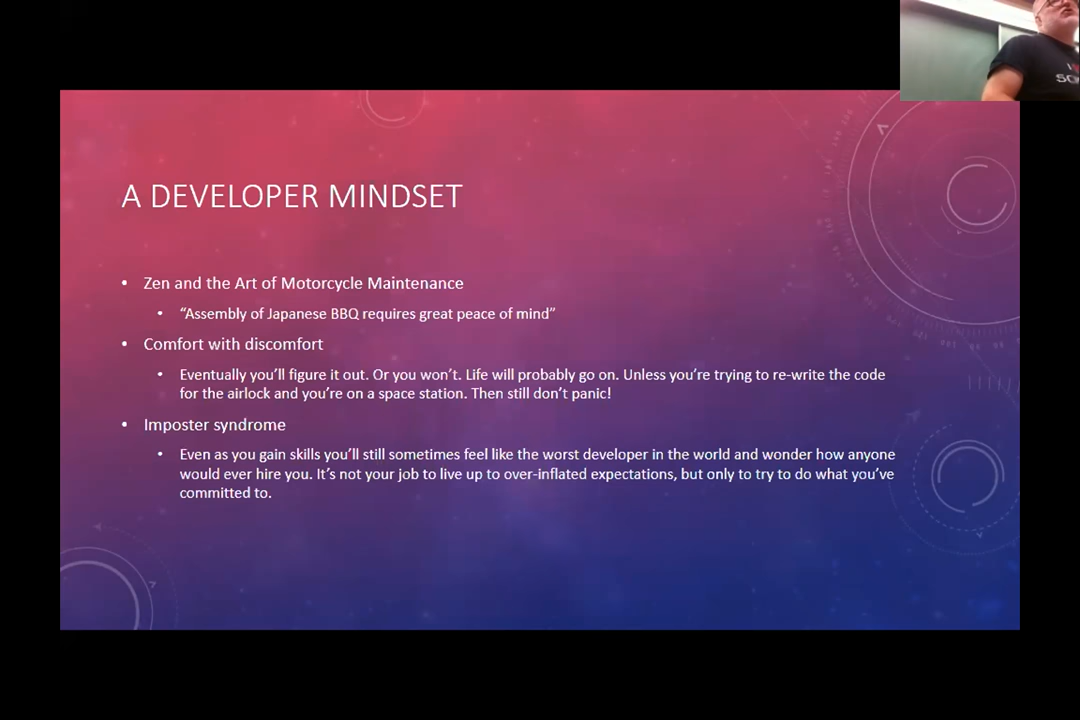 A DEVELOPER MINDSET
• Zen and the Art of Motorcycle Maintenance
• “Assembly of Japanese BBQ requires great peace of mind”
• Comfort with discomfort
• Eventually you’ll figure it out. Or you won’t. Life will probably go on. Unless you’re trying to re-write the code
for the airlock and you’re on a space station. Then still don’t panic!
• Imposter syndrome
• Even as you gain skills you’ll still sometimes feel like the worst developer in the world and wonder how anyone
would ever hire you. It’s not your job to live up to over-inflated expectations, but only to try to do what you’ve
committed to.